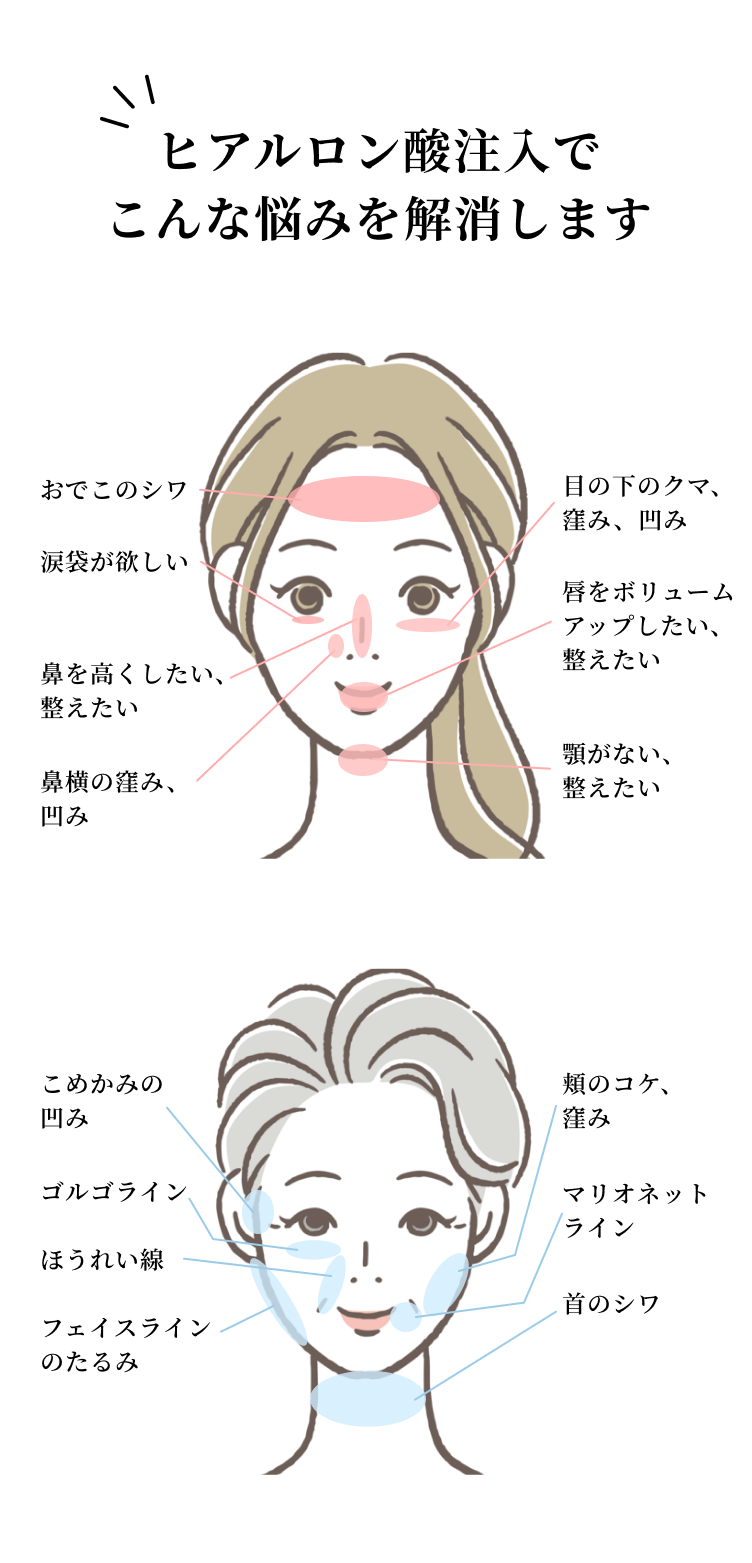 ヒアルロン酸注入で
こんな悩みを解消します
おでこのシワ
涙袋が欲しい
鼻を高くしたい、
整えたい
鼻横の窪み、
凹み
目の下のクマ、
窪み、凹み
唇をボリューム
アップしたい、
整えたい
顎がない、
整えたい
こめかみの
凹み
ゴルゴライン
ほうれい線
フェイスライン
のたるみ
頬のコケ、
窪み
マリオネット
ライン
首のシワ